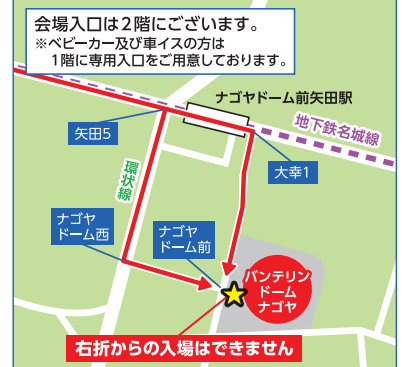 会場入口は2階にございます。
※ベビーカー及び車イスの方は
1階に専用入口をご用意しております。
ナゴヤドーム前矢田駅
地下鉄名城線
矢田5
大幸1
環状線
ナゴヤ
ドーム西
ナゴヤ
ドーム前
バンテリン
ドーム
ナゴヤ
右折からの入場はできません